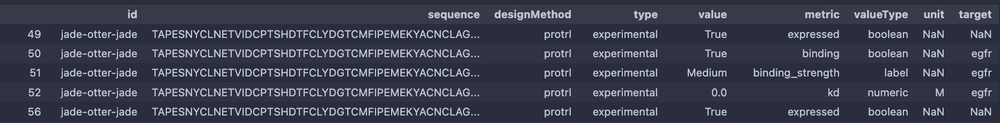 id sequence designMethod type value metric valueType unit target
49 jade-otter-jade TAPESNYCLNETVIDCPTSHDTFCLYDGTCMFIPEMEKYACNCLAG... protrl experimental True expressed boolean NaN NaN
50 jade-otter-jade TAPESNYCLNETVIDCPTSHDTFCLYDGTCMFIPEMEKYACNCLAG... protrl experimental True binding boolean NaN egfr
51 jade-otter-jade TAPESNYCLNETVIDCPTSHDTFCLYDGTCMFIPEMEKYACNCLAG... protrl experimental Medium binding_strength label NaN egfr
52 jade-otter-jade TAPESNYCLNETVIDCPTSHDTFCLYDGTCMFIPEMEKYACNCLAG... protrl experimental 0.0 kd numeric M egfr
56 jade-otter-jade TAPESNYCLNETVIDCPTSHDTFCLYDGTCMFIPEMEKYACNCLAG... protrl experimental True expressed boolean NaN NaN